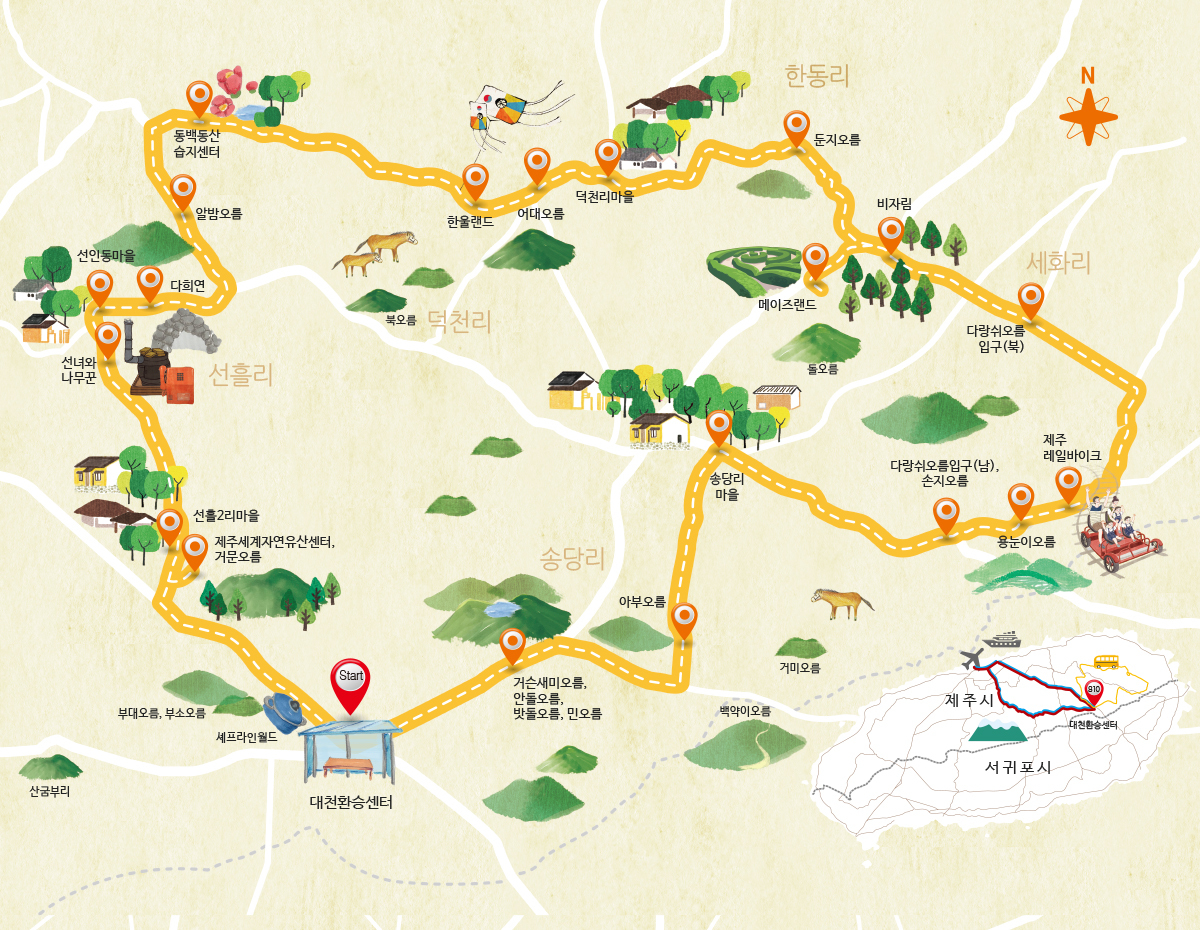 N
한동리
동백동산
습지센터
둔지오름
덕천리마을
어대오름
한울랜드
알밤오름
비자림
선인동마을
다희연
세화리
메이즈랜드
북오름
덕천리
다랑쉬오름
입구(북)
선녀와
나무꾼
선흘리
돌오름
제주
레일바이크
다랑쉬오름입구(남),
손지오름
송당리
마을
선흘2리마을
제주세계자연유산센터,
거문오름
용눈이오름
송당리
아부오름
거미오름
Start
거슨새미오름,
안돌오름,
밧돌오름, 민오름
부대오름, 부소오름
셰프라인월드
백약이오름
제주시
810
대천환승센터
서귀포시
산굼부리
대천환승센터